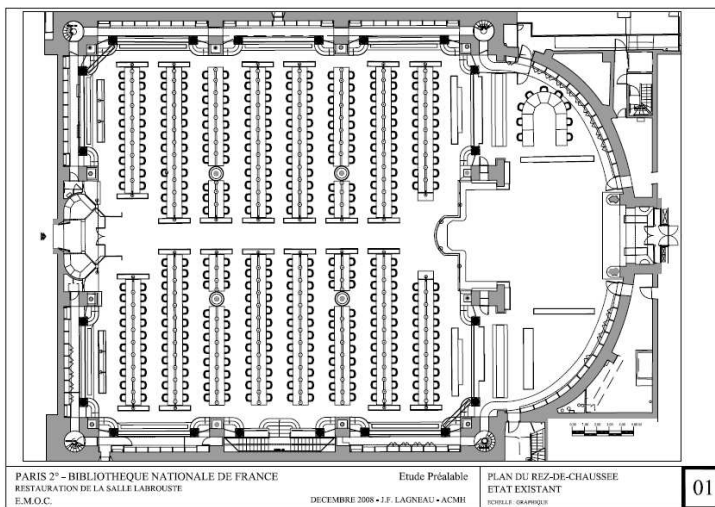 PARIS 2° - BIBLIOTHEQUE NATIONALE DE FRANCE
RESTAURATION DE LA SALLE LABROUSTE
E.M.O.C.
Etude Préalable
DECEMBRE 2008 • J.F. LAGNEAU • ACMH
PLAN DU REZ-DE-CHAUSSEE
ETAT EXISTANT
ECHELLE : GRAPHIQUE
01